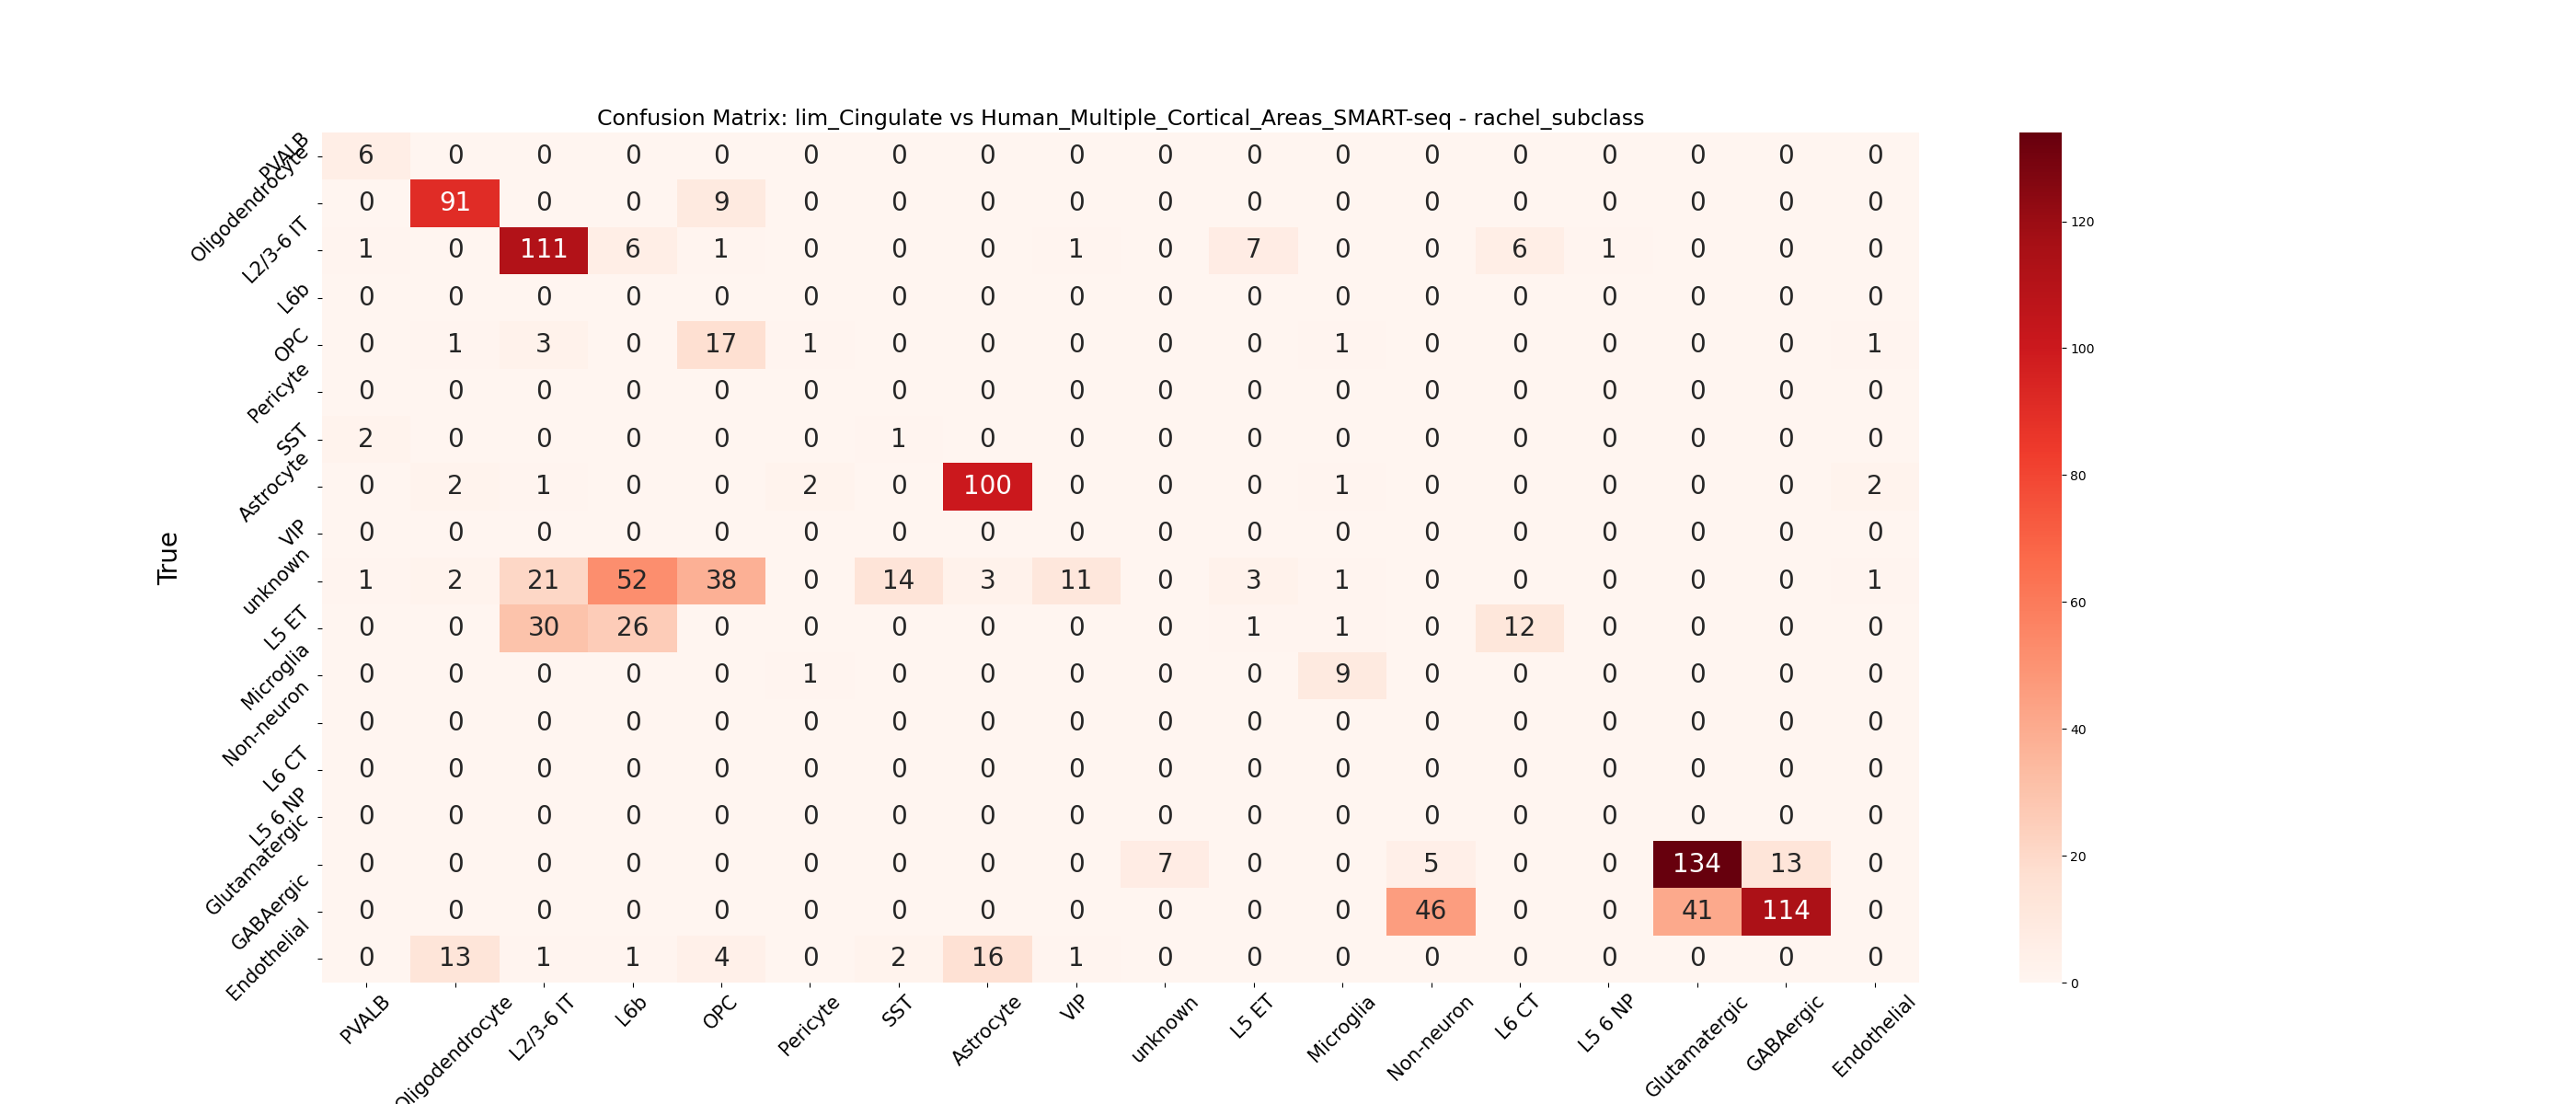 Confusion Matrix: lim_Cingulate vs Human_Multiple_Cortical_Areas_SMART-seq - rachel_subclass
True
PVALB 6 0 0 0 0 0 0 0 0 0 0 0 0 0 0 0 0 0
Oligodendrocyte 0 91 0 0 9 0 0 0 0 0 0 0 0 0 0 0 0 0
L2/3-6 IT 1 0 111 6 1 0 0 0 1 0 7 0 0 6 1 0 0 0
L6b 0 0 0 0 0 0 0 0 0 0 0 0 0 0 0 0 0 0
OPC 0 1 3 0 17 1 0 0 0 0 0 1 0 0 0 0 0 1
Pericyte 0 0 0 0 0 0 0 0 0 0 0 0 0 0 0 0 0 0
SST 2 0 0 0 0 0 1 0 0 0 0 0 0 0 0 0 0 0
Astrocyte 0 2 1 0 0 2 0 100 0 0 0 1 0 0 0 0 0 2
VIP 0 0 0 0 0 0 0 0 0 0 0 0 0 0 0 0 0 0
unknown 1 2 21 52 38 0 14 3 11 0 3 1 0 0 0 0 0 1
L5 ET 0 0 30 26 0 0 0 0 0 0 1 1 0 12 0 0 0 0
Microglia 0 0 0 0 0 1 0 0 0 0 0 9 0 0 0 0 0 0
Non-neuron 0 0 0 0 0 0 0 0 0 0 0 0 0 0 0 0 0 0
L6 CT 0 0 0 0 0 0 0 0 0 0 0 0 0 0 0 0 0 0
L5 6 NP 0 0 0 0 0 0 0 0 0 0 0 0 0 0 0 0 0 0
Glutamatergic 0 0 0 0 0 0 0 0 0 7 0 0 5 0 0 134 13 0
GABAergic 0 0 0 0 0 0 0 0 0 0 0 0 46 0 0 41 114 0
Endothelial 0 13 1 1 4 0 2 16 1 0 0 0 0 0 0 0 0 0
PVALB Oligodendrocyte L2/3-6 IT L6b OPC Pericyte SST Astrocyte VIP unknown L5 ET Microglia Non-neuron L6 CT L5 6 NP Glutamatergic GABAergic Endothelial
120
100
80
60
40
20
0